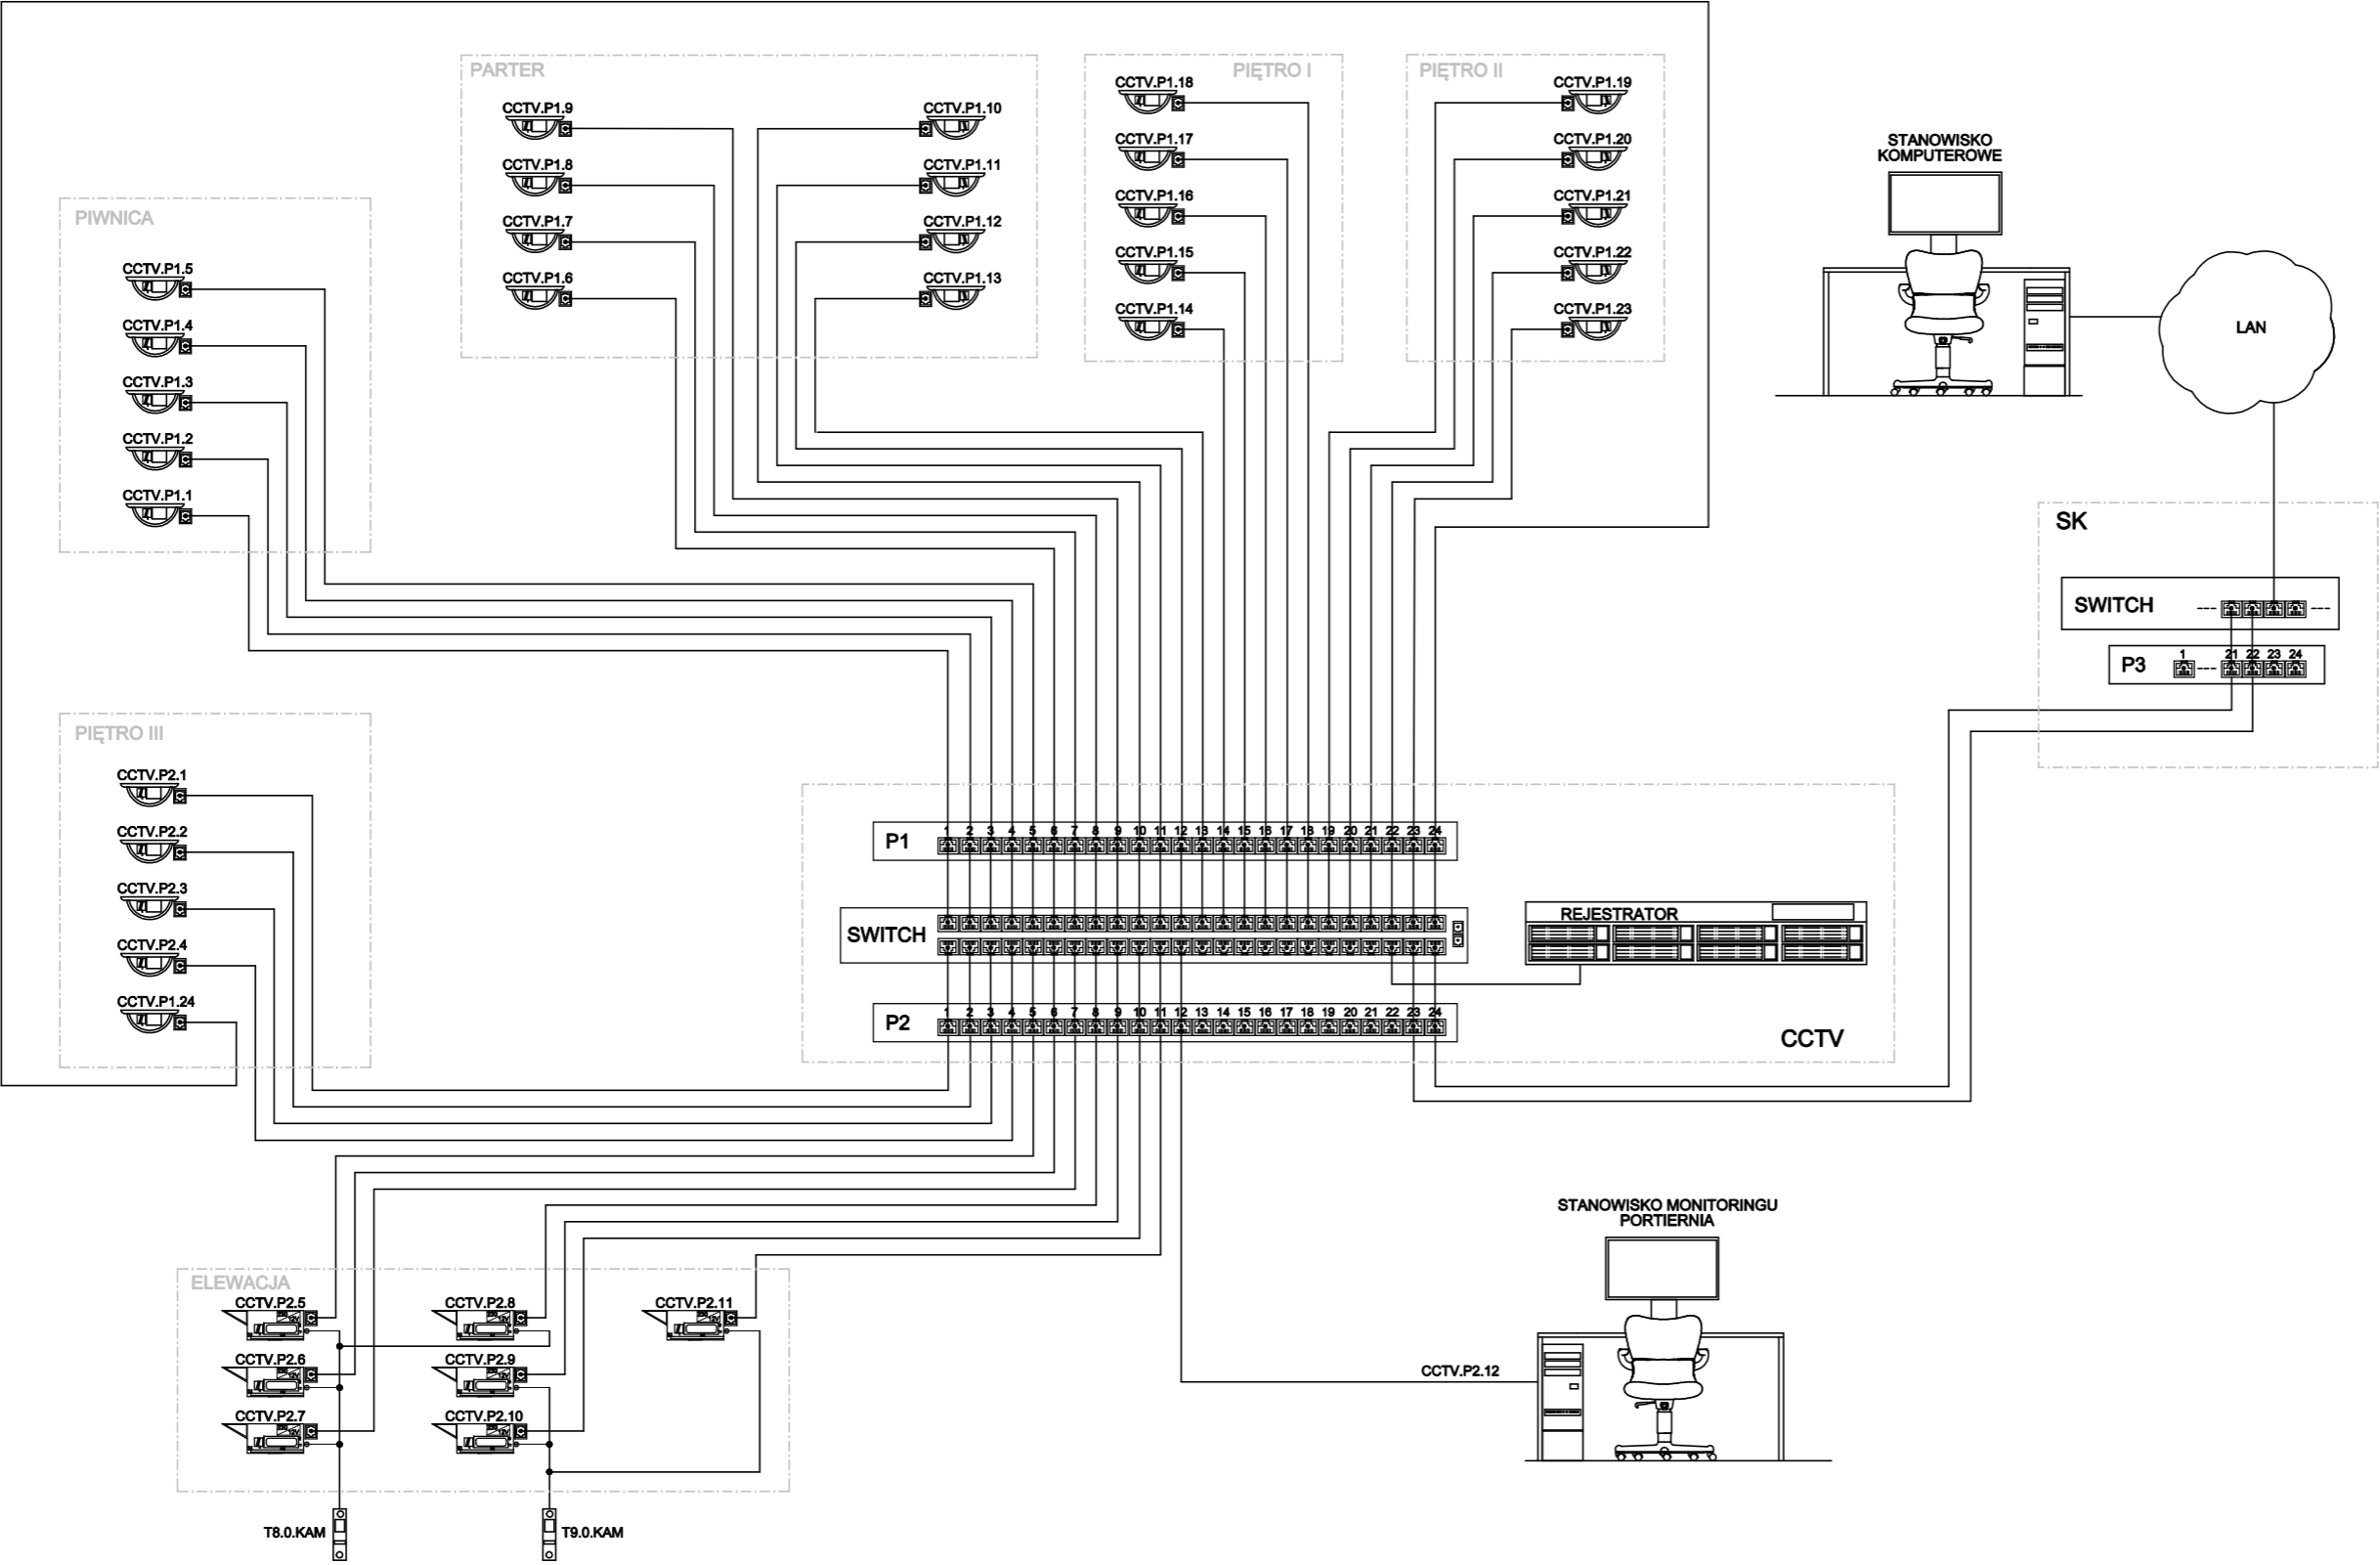 PARTER
CCTV.P1.9
CCTV.P1.8
CCTV.P1.7
CCTV.P1.6
CCTV.P1.10
CCTV.P1.11
CCTV.P1.12
CCTV.P1.13
PIĘTRO I
CCTV.P1.18
CCTV.P1.17
CCTV.P1.16
CCTV.P1.15
CCTV.P1.14
PIĘTRO II
CCTV.P1.19
CCTV.P1.20
CCTV.P1.21
CCTV.P1.22
CCTV.P1.23
STANOWISKO
KOMPUTEROWE
LAN
PIWNICA
CCTV.P1.5
CCTV.P1.4
CCTV.P1.3
CCTV.P1.2
CCTV.P1.1
SK
SWITCH --- ---
P3 1 --- 21 22 23 24
PIĘTRO III
CCTV.P2.1
CCTV.P2.2
CCTV.P2.3
CCTV.P2.4
CCTV.P1.24
P1 1 2 3 4 5 6 7 8 9 10 11 12 13 14 15 16 17 18 19 20 21 22 23 24
SWITCH
REJESTRATOR
P2 1 2 3 4 5 6 7 8 9 10 11 12 13 14 15 16 17 18 19 20 21 22 23 24
CCTV
ELEWACJA
CCTV.P2.5
CCTV.P2.6
CCTV.P2.7
CCTV.P2.8
CCTV.P2.9
CCTV.P2.10
CCTV.P2.11
T8.0.KAM
T9.0.KAM
STANOWISKO MONITORINGU
PORTIERNIA
CCTV.P2.12